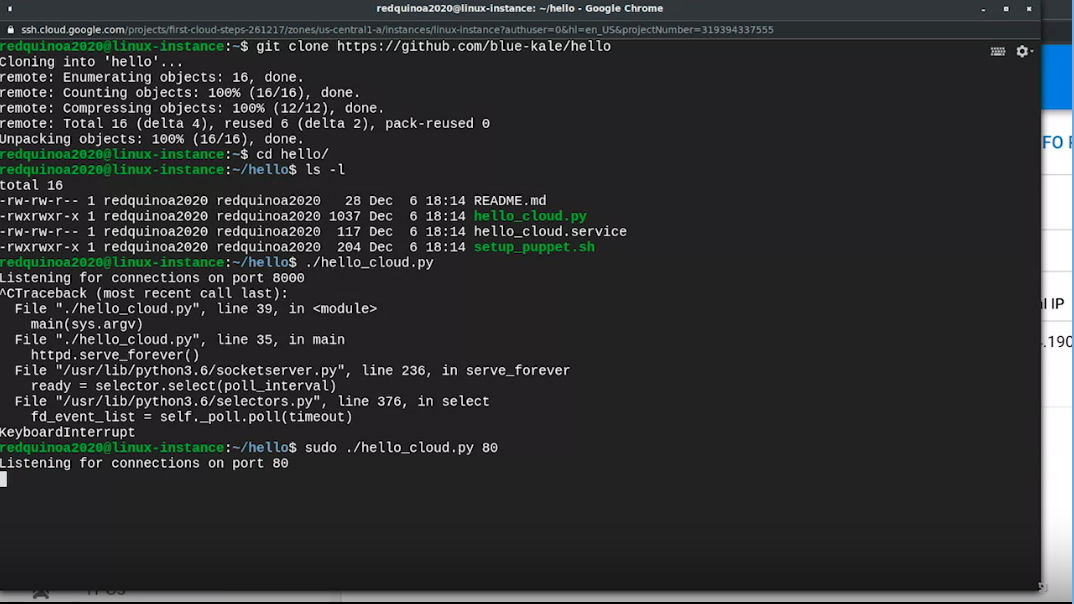 redquinoa2020@linux-instance: ~/hello - Google Chrome
ssh.cloud.google.com/projects/first-cloud-steps-261217/zones/us-central1-a/instances/linux-instance?authuser=0&hl=en_US&projectNumber=319394337555
redquinoa2020@linux-instance:~$ git clone https://github.com/blue-kale/hello
Cloning into 'hello'...
remote: Enumerating objects: 16, done.
remote: Counting objects: 100% (16/16), done.
remote: Compressing objects: 100% (12/12), done.
remote: Total 16 (delta 4), reused 6 (delta 2), pack-reused 0
Unpacking objects: 100% (16/16), done.
redquinoa2020@linux-instance:~$ cd hello/
redquinoa2020@linux-instance:~/hello$ ls -l
total 16
-rw-rw-r-- 1 redquinoa2020 redquinoa2020   28 Dec  6 18:14 README.md
-rwxrwxr-x 1 redquinoa2020 redquinoa2020 1037 Dec  6 18:14 hello_cloud.py
-rw-rw-r-- 1 redquinoa2020 redquinoa2020  117 Dec  6 18:14 hello_cloud.service
-rwxrwxr-x 1 redquinoa2020 redquinoa2020  204 Dec  6 18:14 setup_puppet.sh
redquinoa2020@linux-instance:~/hello$ ./hello_cloud.py
Listening for connections on port 8000
^CTraceback (most recent call last):
  File "./hello_cloud.py", line 39, in <module>
    main(sys.argv)
  File "./hello_cloud.py", line 35, in main
    httpd.serve_forever()
  File "/usr/lib/python3.6/socketserver.py", line 236, in serve_forever
    ready = selector.select(poll_interval)
  File "/usr/lib/python3.6/selectors.py", line 376, in select
    fd_event_list = self._poll.poll(timeout)
KeyboardInterrupt
redquinoa2020@linux-instance:~/hello$ sudo ./hello_cloud.py 80
Listening for connections on port 80
FO
IP
.190